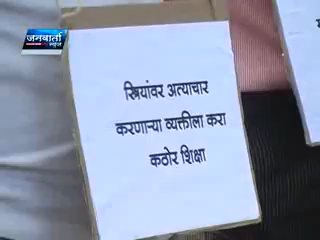 जनवार्ता
न्यूज
स्त्रियांवर अत्याचार
करणाऱ्या व्यक्तीला करा
कठोर शिक्षा